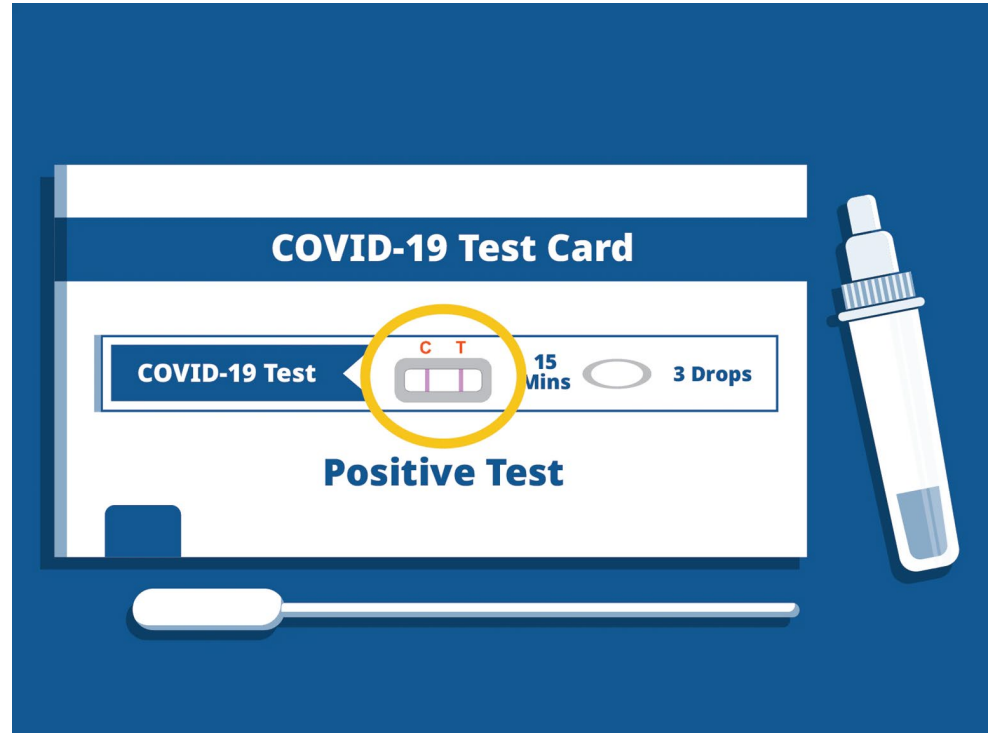 COVID-19 Test Card
C T
COVID-19 Test
15
Mins
3 Drops
Positive Test